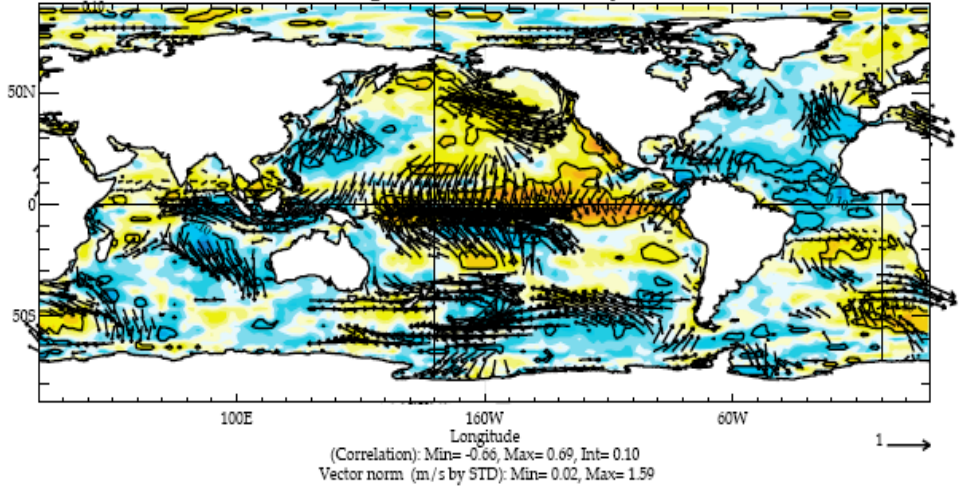 50N
0
50S
100E
160W
60W
Longitude
1
(Correlation): Min= -0.66, Max= 0.69, Int= 0.10
Vector norm (m/s by STD): Min= 0.02, Max= 1.59